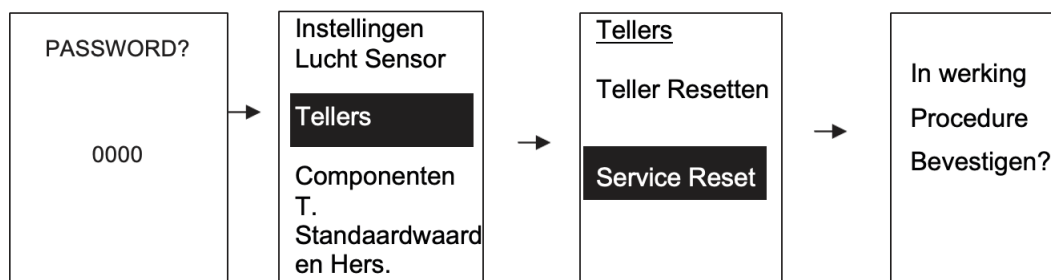 PASSWORD?
0000
Instellingen
Lucht Sensor
Tellers
Componenten
T.
Standaardwaard
en Hers.
Tellers
Teller Resetten
Service Reset
In werking
Procedure
Bevestigen?